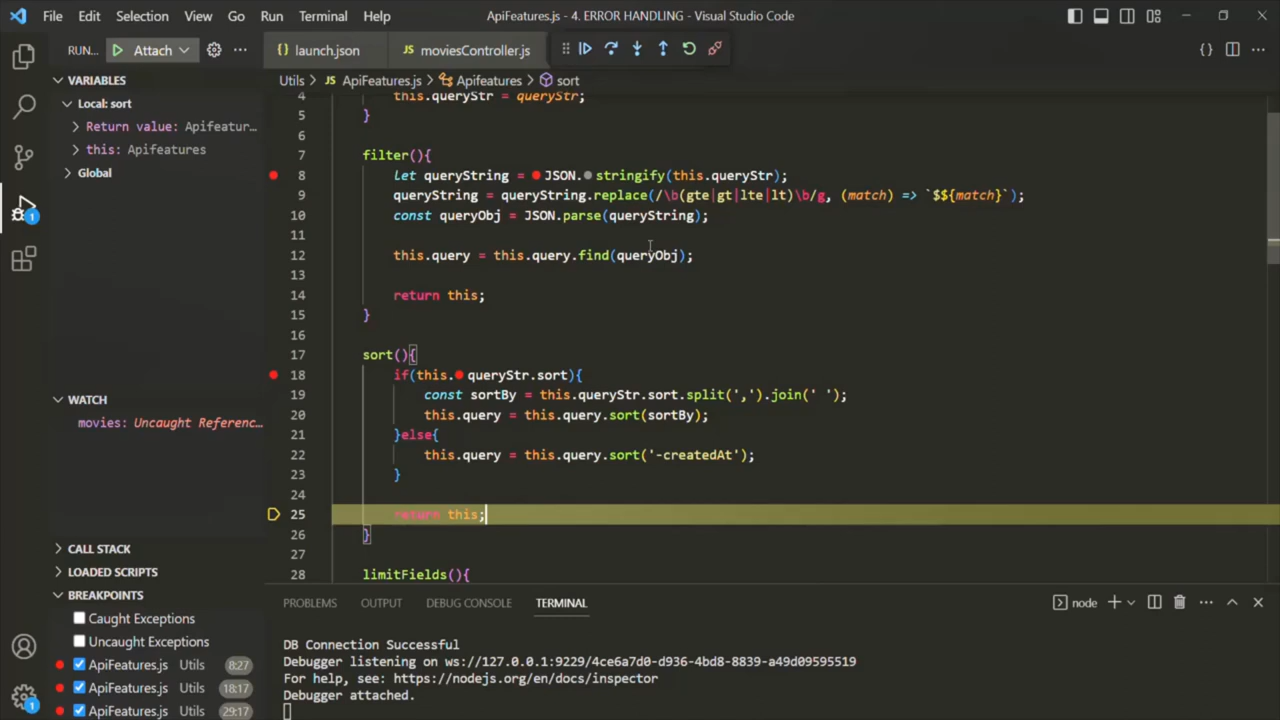 File Edit Selection View Go Run Terminal Help ApiFeatures.js - 4. ERROR HANDLING - Visual Studio Code
RUN... Attach launch.json JS moviesController.js
VARIABLES
Local: sort
Return value: Apifeatur...
this: Apifeatures
Global
WATCH
movies: Uncaught Referenc...
CALL STACK
LOADED SCRIPTS
BREAKPOINTS
Caught Exceptions
Uncaught Exceptions
ApiFeatures.js Utils 8:27
ApiFeatures.js Utils 18:17
ApiFeatures.js Utils 29:17
1
1
Utils > JS ApiFeatures.js > Apifeatures > sort
4 this.queryStr = queryStr;
5 }
6
7 filter(){
8 let queryString = JSON.stringify(this.queryStr);
9 queryString = queryString.replace(/\b(gte|gt|lte|lt)\b/g, (match) => `$${match}`);
10 const queryObj = JSON.parse(queryString);
11
12 this.query = this.query.find(queryObj);
13
14 return this;
15 }
16
17 sort(){
18 if(this.queryStr.sort){
19 const sortBy = this.queryStr.sort.split(',').join(' ');
20 this.query = this.query.sort(sortBy);
21 }else{
22 this.query = this.query.sort('-createdAt');
23 }
24
25 return this;
26 }
27
28 limitFields(){
PROBLEMS OUTPUT DEBUG CONSOLE TERMINAL node
DB Connection Successful
Debugger listening on ws://127.0.0.1:9229/4ce6a7d0-d936-4bd8-8839-a49d09595519
For help, see: https://nodejs.org/en/docs/inspector
Debugger attached.